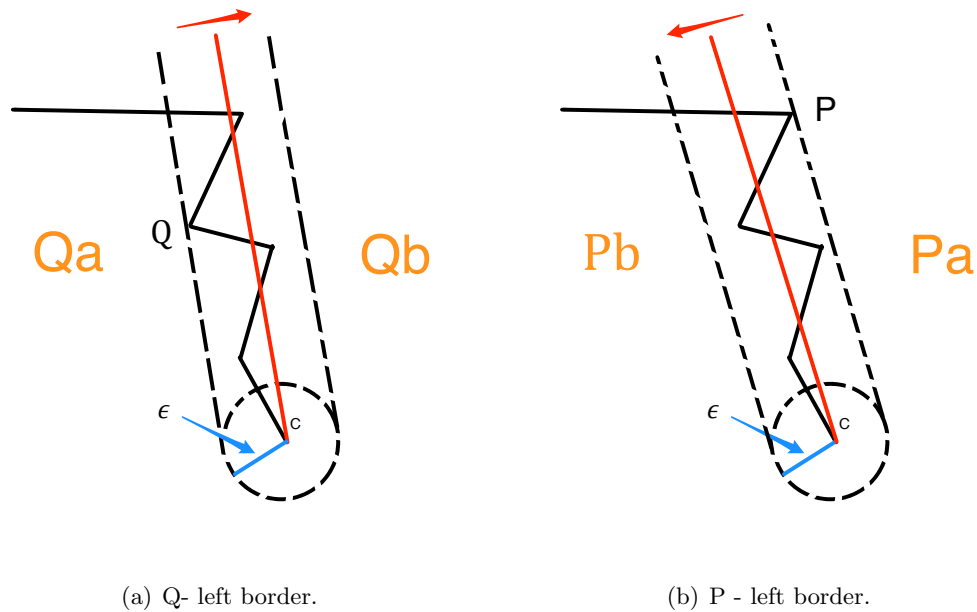 P
Q
Qa
Qb
Pb
Pa
ϵ
c
ϵ
c
(a) Q- left border.
(b) P - left border.